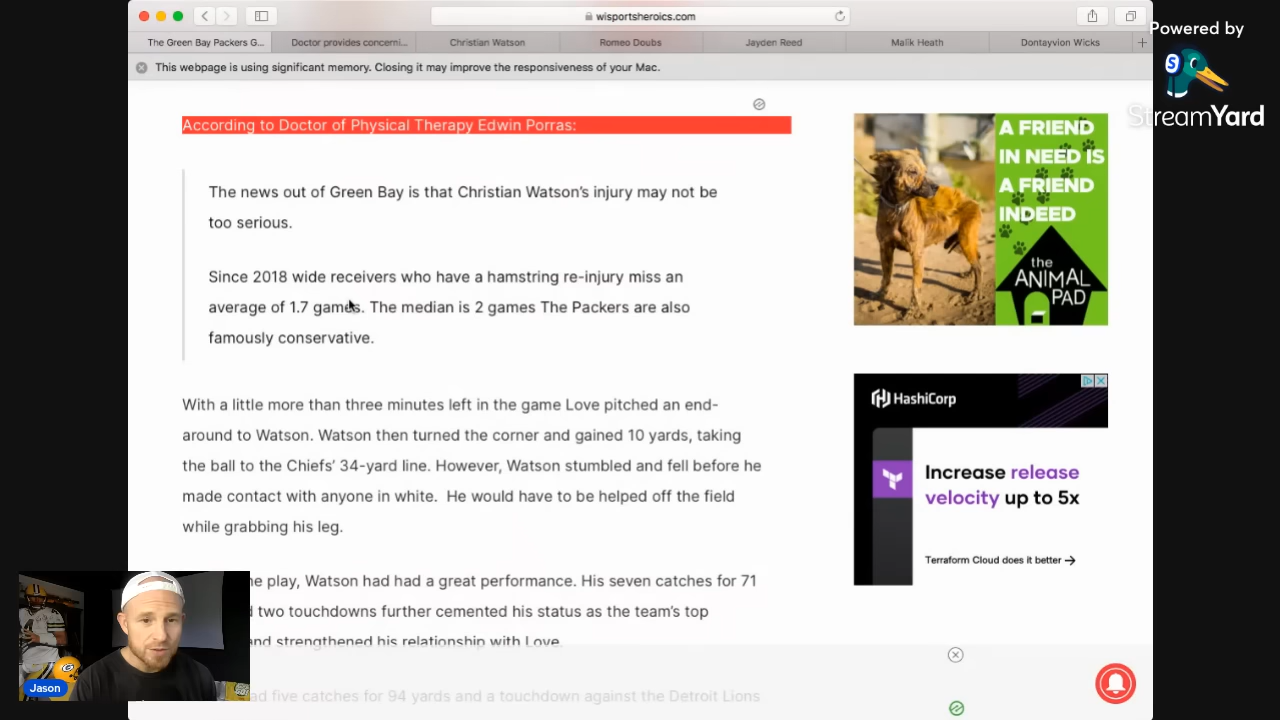 wisportsheroics.com
The Green Bay Packers G...
Doctor provides concerni...
Christian Watson
Romeo Doubs
Jayden Reed
Malik Heath
Dontayvion Wicks
Powered by
S
StreamYard
This webpage is using significant memory. Closing it may improve the responsiveness of your Mac.
According to Doctor of Physical Therapy Edwin Porras:
The news out of Green Bay is that Christian Watson's injury may not be
too serious.
Since 2018 wide receivers who have a hamstring re-injury miss an
average of 1.7 games. The median is 2 games The Packers are also
famously conservative.
With a little more than three minutes left in the game Love pitched an end-
around to Watson. Watson then turned the corner and gained 10 yards, taking
the ball to the Chiefs' 34-yard line. However, Watson stumbled and fell before he
made contact with anyone in white. He would have to be helped off the field
while grabbing his leg.
play, Watson had had a great performance. His seven catches for 71
two touchdowns further cemented his status as the team's top
and strengthened his relationship with Love.
five catches for 94 yards and a touchdown against the Detroit Lions
A FRIEND
IN NEED IS
A FRIEND
INDEED
the
ANIMAL
PAD
HashiCorp
Increase release
velocity up to 5x
Terraform Cloud does it better →
G
Jason